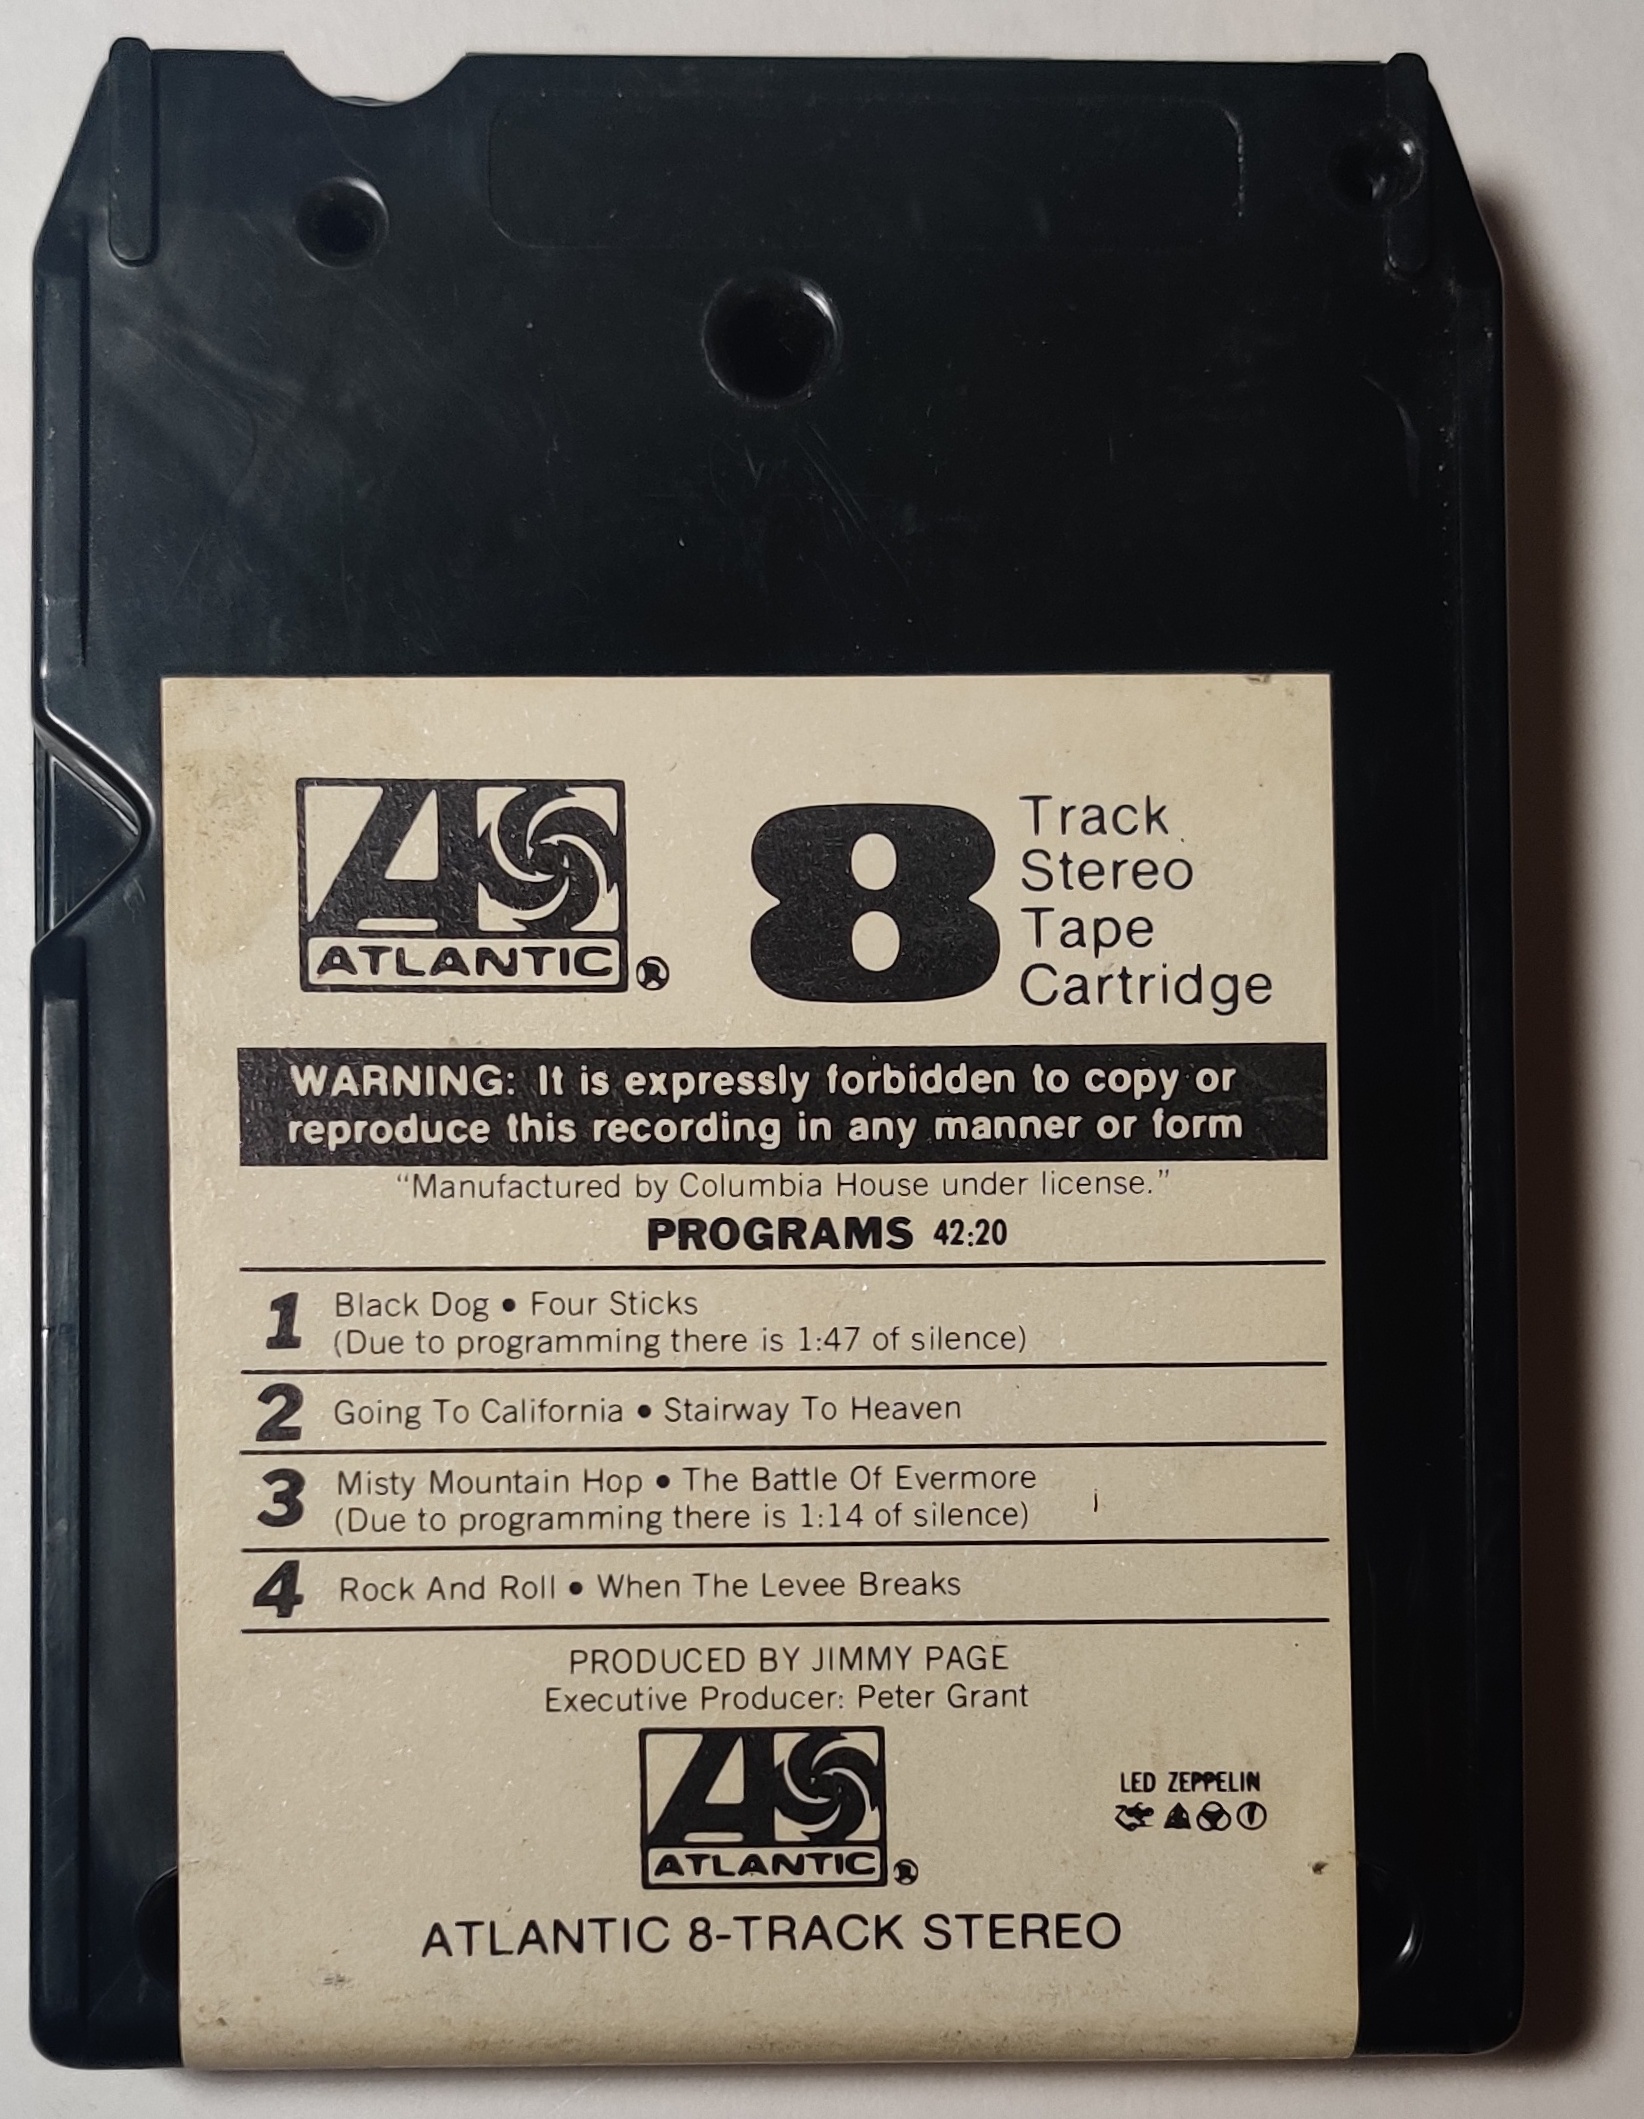 ATLANTIC®
8 Track
Stereo
Tape
Cartridge
WARNING: It is expressly forbidden to copy or
reproduce this recording in any manner or form
“Manufactured by Columbia House under license.”
PROGRAMS 42:20
1 Black Dog • Four Sticks
(Due to programming there is 1:47 of silence)
2 Going To California • Stairway To Heaven
3 Misty Mountain Hop • The Battle Of Evermore
(Due to programming there is 1:14 of silence)
4 Rock And Roll • When The Levee Breaks
PRODUCED BY JIMMY PAGE
Executive Producer: Peter Grant
LED ZEPPELIN
ATLANTIC®
ATLANTIC 8-TRACK STEREO